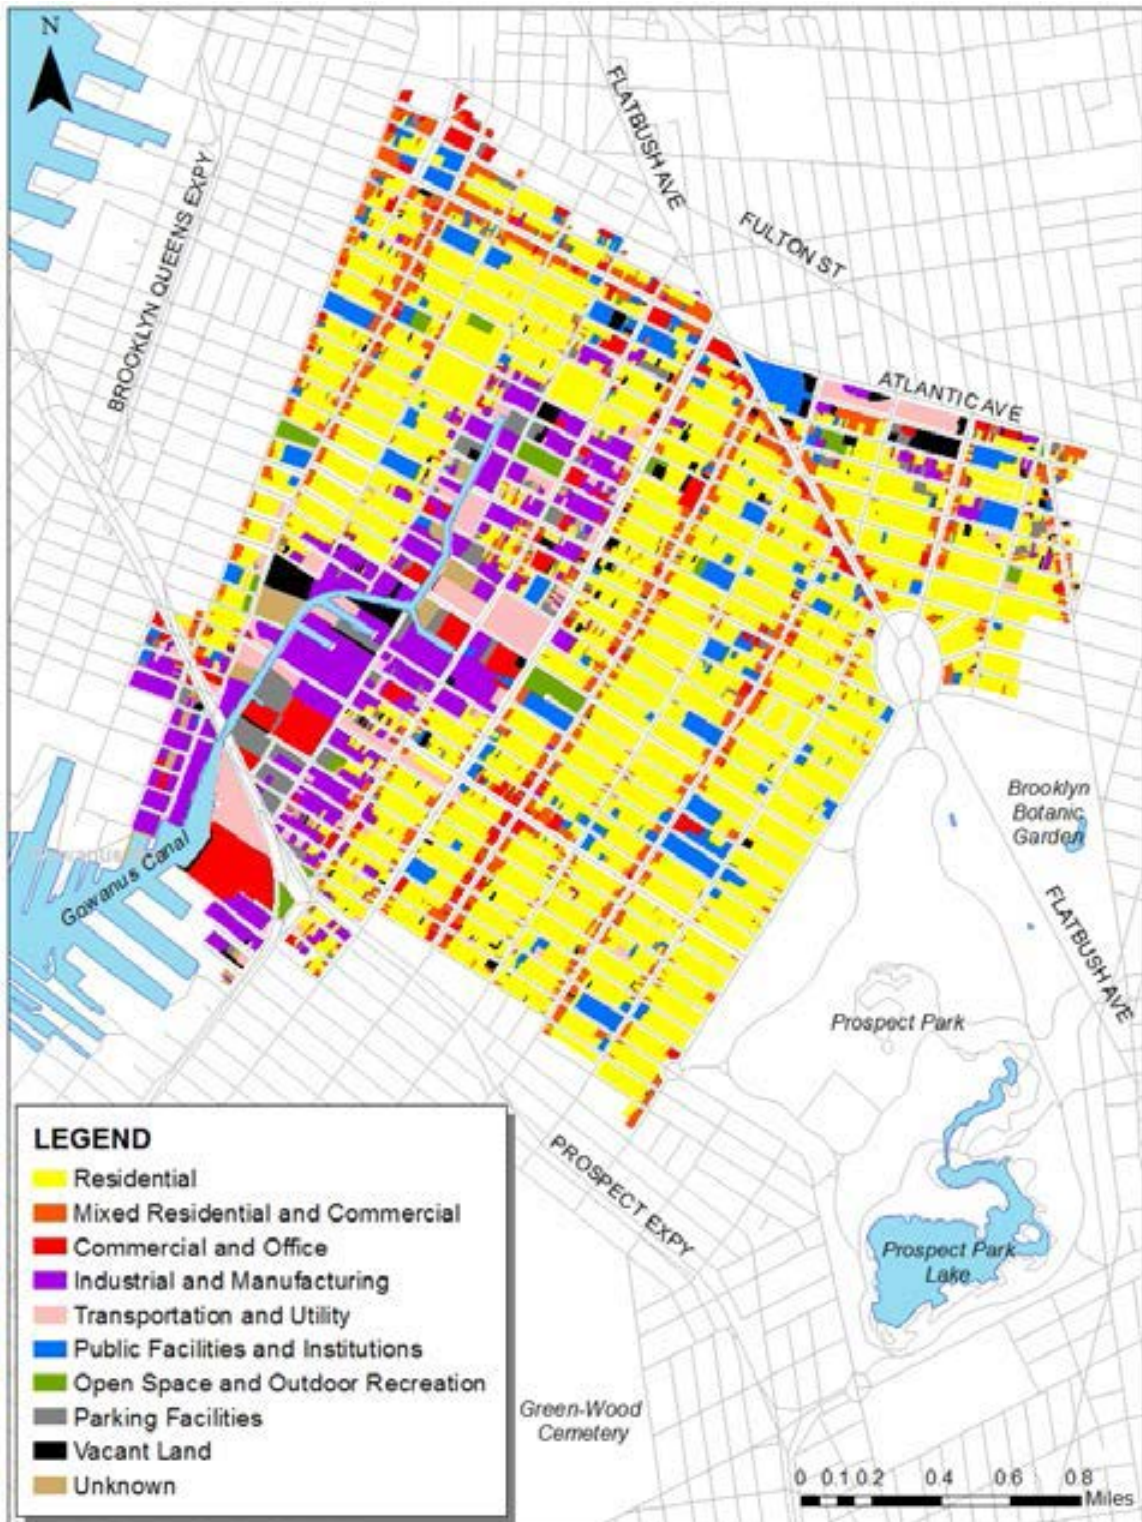 N
FLATBUSH AVE
FULTON ST
BROOKLYN QUEENS EXPY
ATLANTIC AVE
Brooklyn
Botanic
Garden
Gowanus Canal
FLATBUSH AVE
Prospect Park
PROSPECT EXPY
Prospect Park
Lake
Green-Wood
Cemetery
LEGEND
Residential
Mixed Residential and Commercial
Commercial and Office
Industrial and Manufacturing
Transportation and Utility
Public Facilities and Institutions
Open Space and Outdoor Recreation
Parking Facilities
Vacant Land
Unknown
0 0.1 0.2 0.4 0.6 0.8
Miles